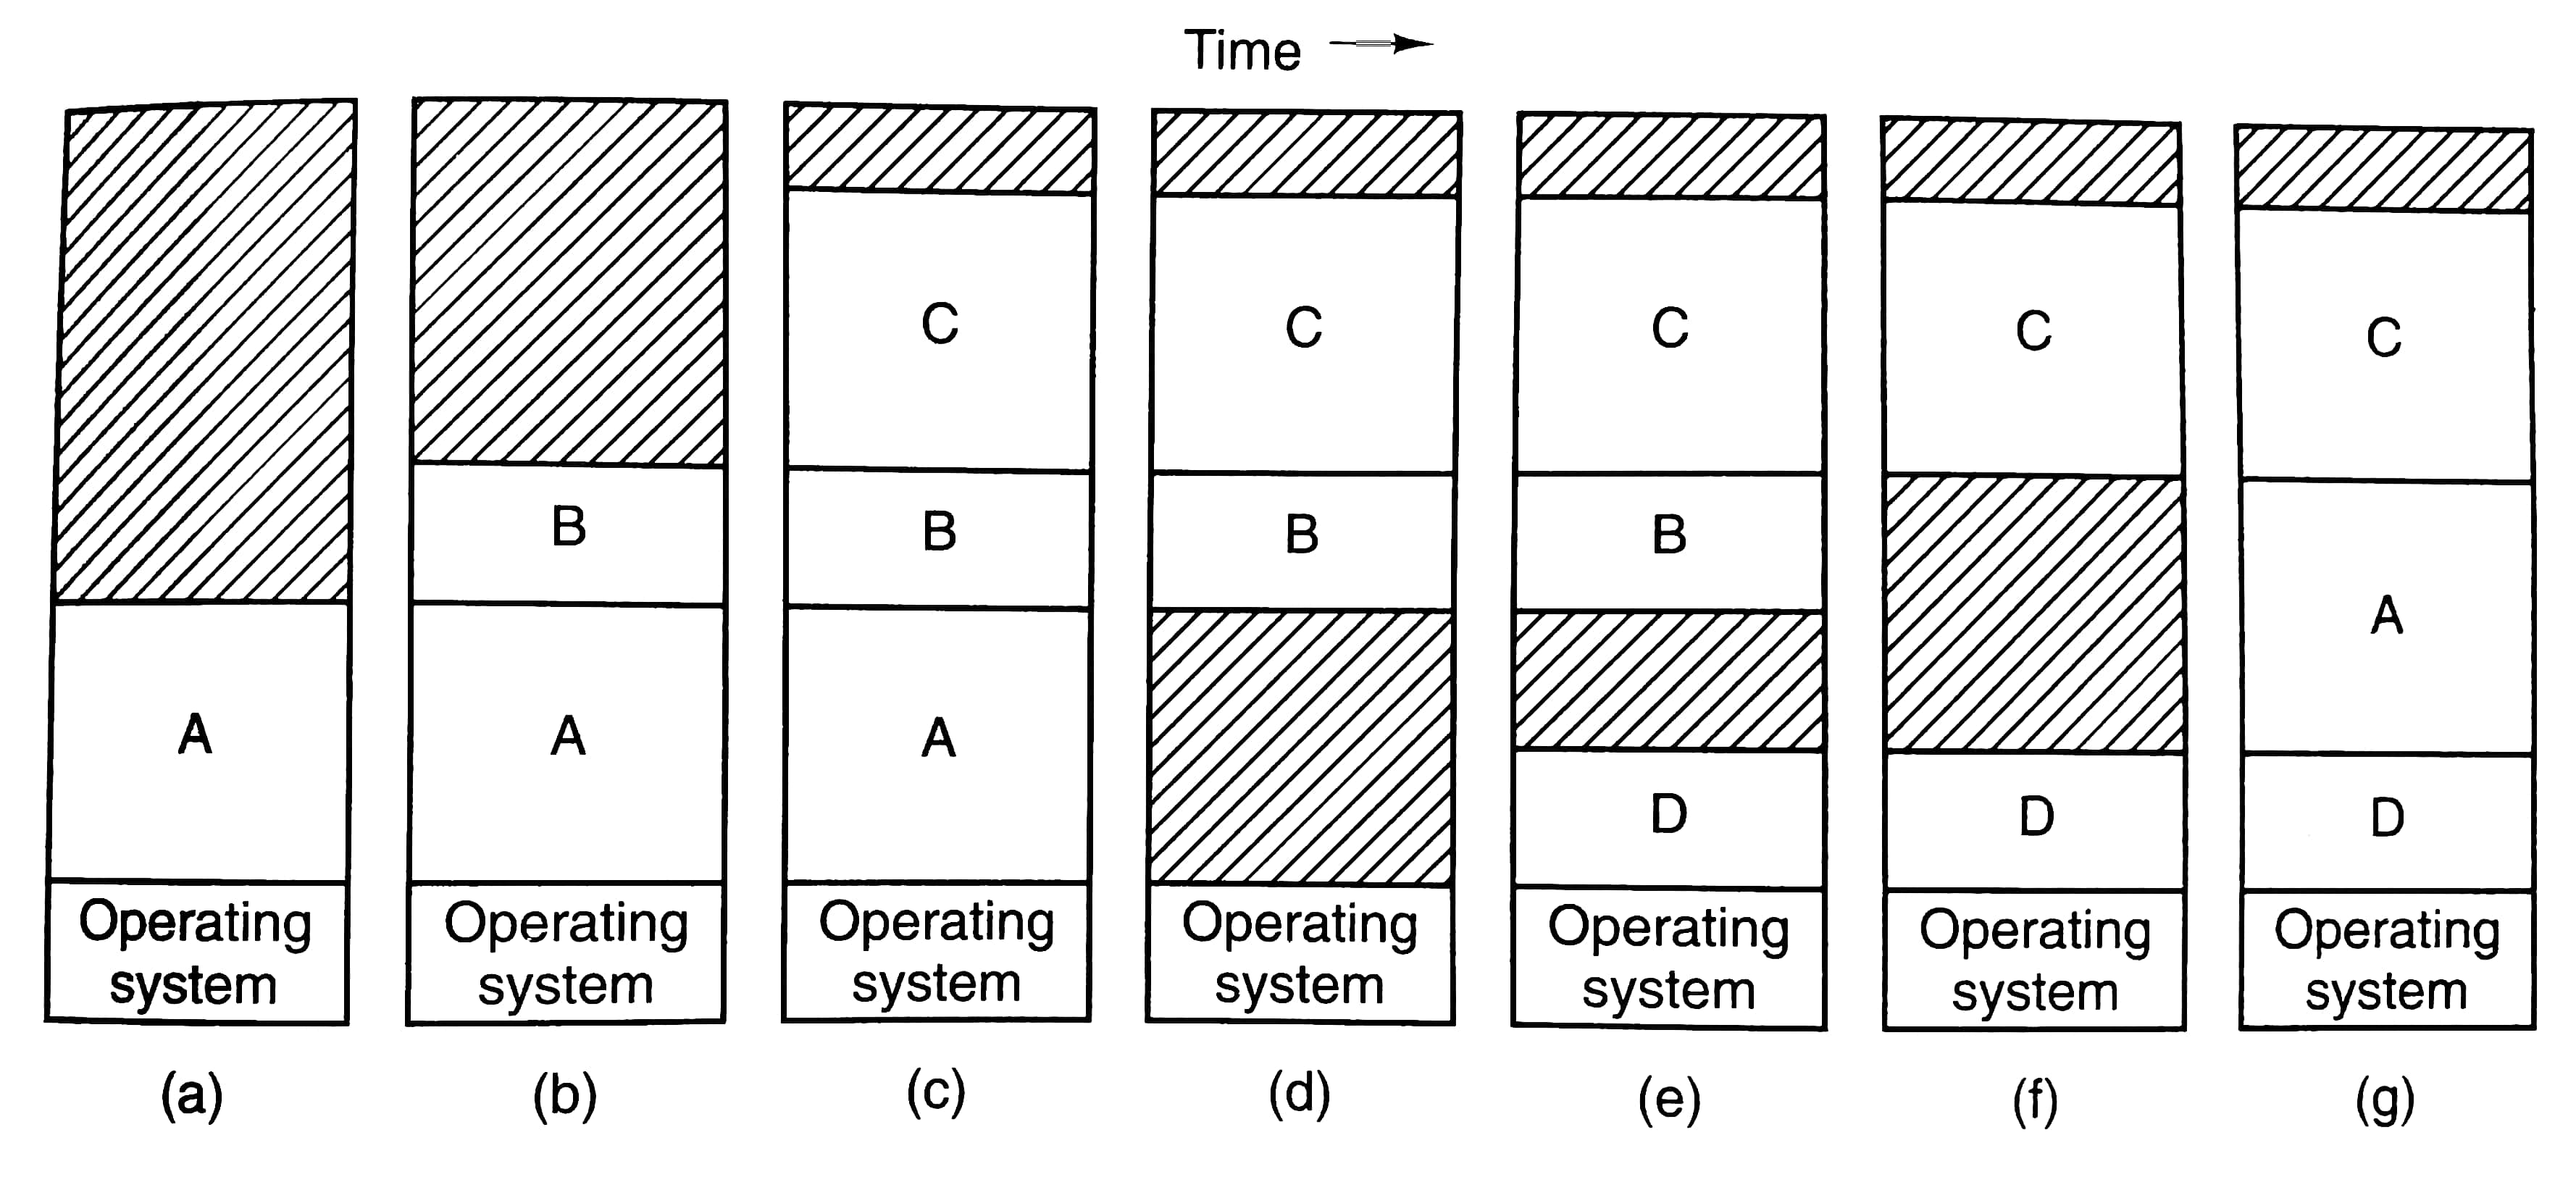 Time
C
C
C
C
C
B
B
B
B
A
A
A
A
D
D
D
Operating
system
Operating
system
Operating
system
Operating
system
Operating
system
Operating
system
Operating
system
(a)
(b)
(c)
(d)
(e)
(f)
(g)